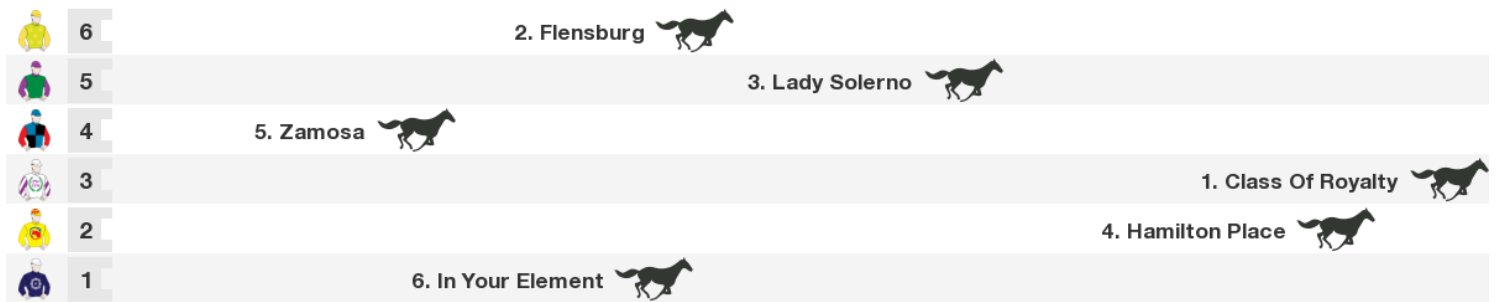 6 2. Flensburg
5 3. Lady Solerno
4 5. Zamosa
3 1. Class Of Royalty
2 4. Hamilton Place
1 6. In Your Element